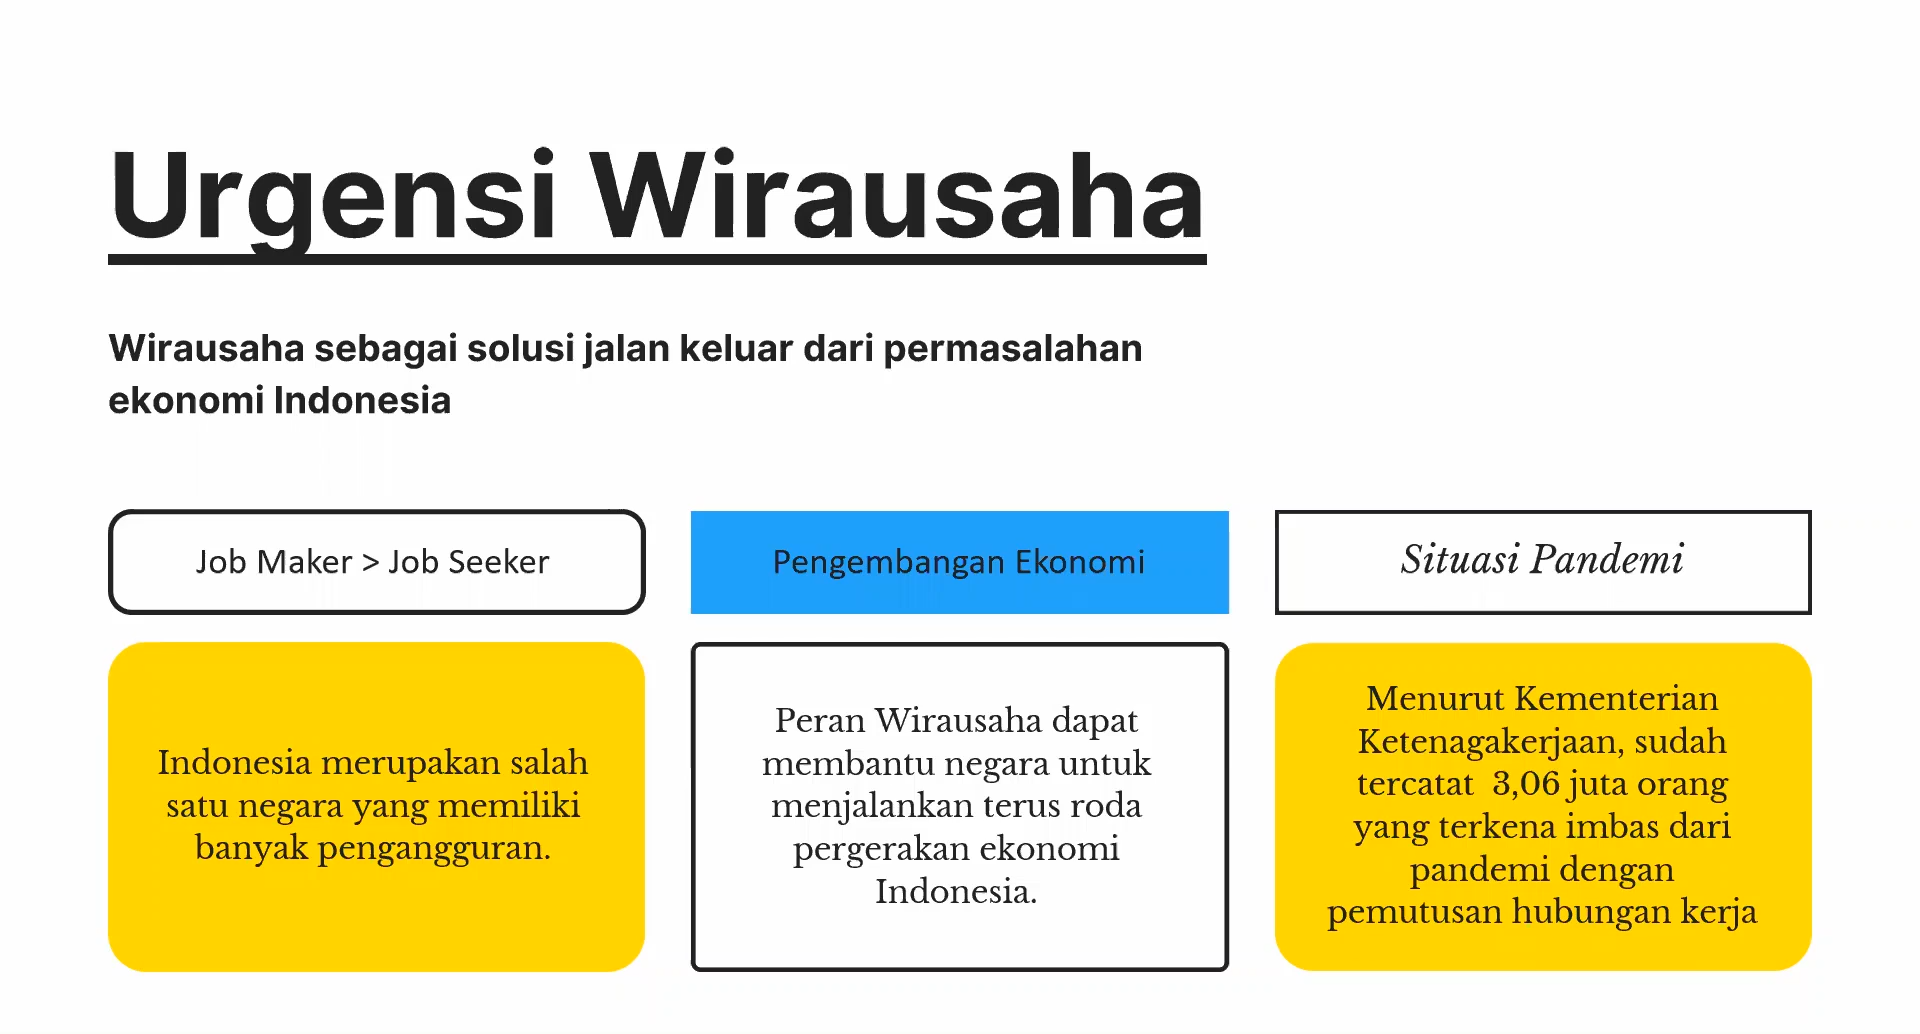 Urgensi Wirausaha
Wirausaha sebagai solusi jalan keluar dari permasalahan
ekonomi Indonesia
Job Maker > Job Seeker
Indonesia merupakan salah
satu negara yang memiliki
banyak pengangguran.
Pengembangan Ekonomi
Peran Wirausaha dapat
membantu negara untuk
menjalankan terus roda
pergerakan ekonomi
Indonesia.
Situasi Pandemi
Menurut Kementerian
Ketenagakerjaan, sudah
tercatat  3,06 juta orang
yang terkena imbas dari
pandemi dengan
pemutusan hubungan kerja